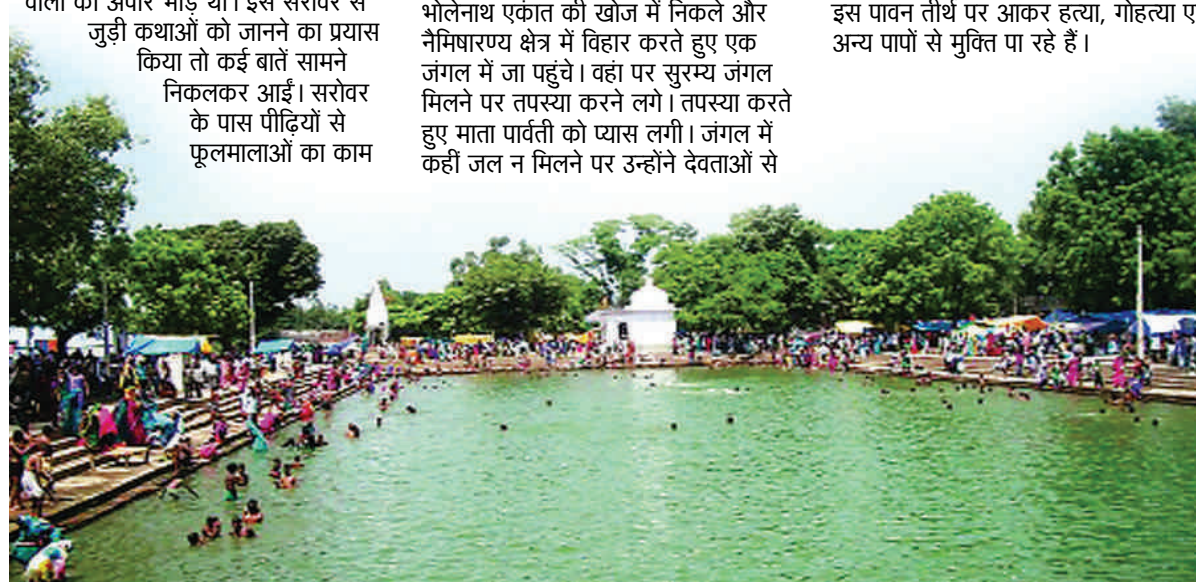 वालों की अपार भीड़ थी। इस सरोवर से
जुड़ी कथाओं को जानने का प्रयास
किया तो कई बातें सामने
निकलकर आईं। सरोवर
के पास पीढ़ियों से
फूलमालाओं का काम
भोलेनाथ एकांत की खोज में निकले और
नैमिषारण्य क्षेत्र में विहार करते हुए एक
जंगल में जा पहुंचे। वहां पर सुरम्य जंगल
मिलने पर तपस्या करने लगे। तपस्या करते
हुए माता पार्वती को प्यास लगी। जंगल में
कहीं जल न मिलने पर उन्होंने देवताओं से
इस पावन तीर्थ पर आकर हत्या, गोहत्या ए
अन्य पापों से मुक्ति पा रहे हैं।